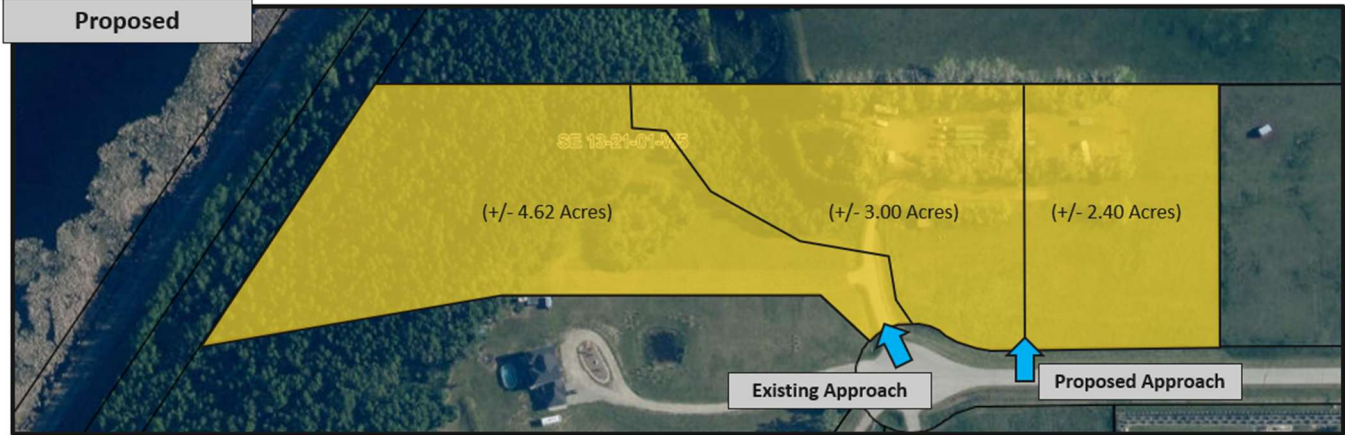 Proposed
SE 13-21-01-W5
(+/- 4.62 Acres)
(+/- 3.00 Acres)
(+/- 2.40 Acres)
Existing Approach
Proposed Approach